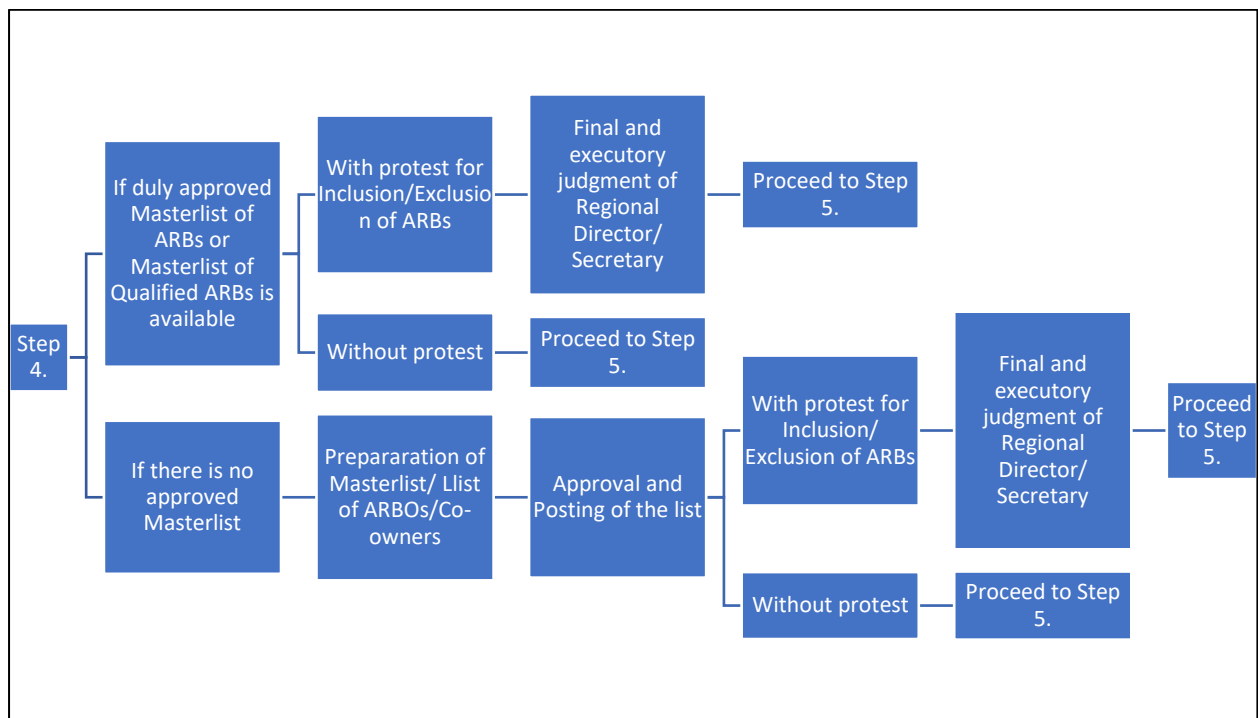 Step
4.
If duly approved
Masterlist of
ARBs or
Masterlist of
Qualified ARBs is
available
With protest for
Inclusion/Exclusio
n of ARBs
Final and
executory
judgment of
Regional
Director/
Secretary
Proceed to Step
5.
Without protest
Proceed to Step
5.
If there is no
approved
Masterlist
Prepararation of
Masterlist/ Llist
of ARBOs/Co-
owners
Approval and
Posting of the list
With protest for
Inclusion/
Exclusion of ARBs
Final and
executory
judgment of
Regional
Director/
Secretary
Proceed
to Step
5.
Without protest
Proceed to Step
5.